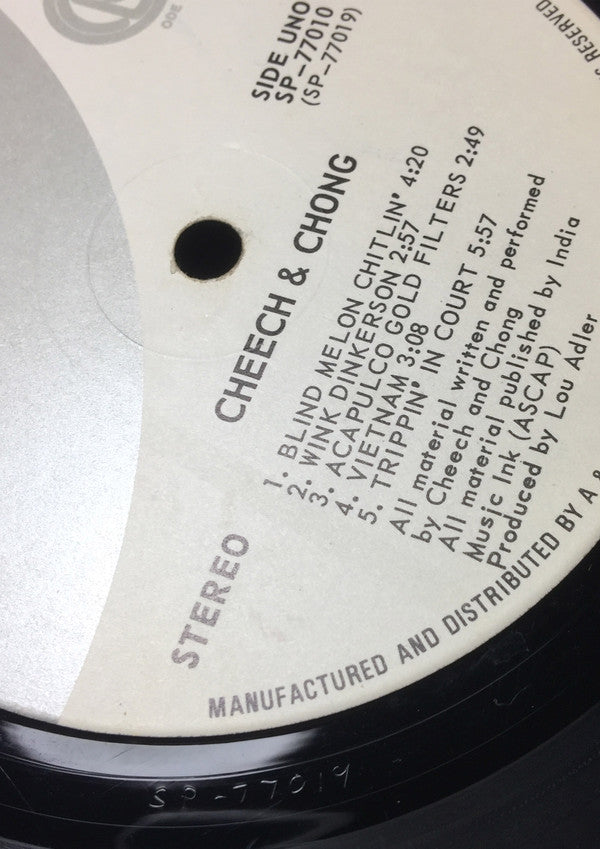 ODE
SIDE UNO
SP-77010
(SP-77019)
RESERVED
CHEECH & CHONG
1. BLIND MELON CHITLIN' 4:20
2. WINK DINKERSON 2:57
3. ACAPULCO GOLD FILTERS 2:49
4. VIETNAM 3:08
5. TRIPPIN' IN COURT 5:57
All material written and performed
by Cheech and Chong
All material published by India
Music Ink (ASCAP)
Produced by Lou Adler
STEREO
MANUFACTURED AND DISTRIBUTED BY A &
SP-77019